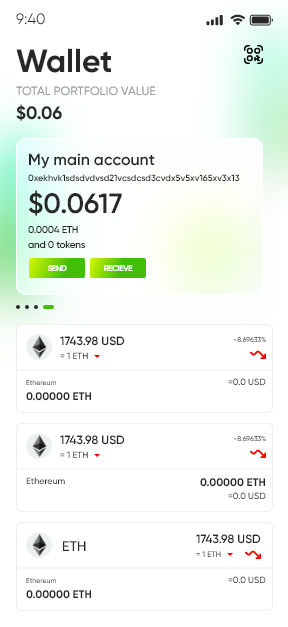 9:40
Wallet
TOTAL PORTFOLIO VALUE
$0.06
My main account
0xekhvk1sdsdvdvsd21vcsdcsd3cvdx5v5xv165xv3x13
$0.0617
0.0004 ETH
and 0 tokens
SEND RECIEVE
1743.98 USD -8.69633%
= 1 ETH
Ethereum =0.0 USD
0.00000 ETH
1743.98 USD -8.69633%
= 1 ETH
Ethereum 0.00000 ETH
=0.0 USD
ETH 1743.98 USD
= 1 ETH
Ethereum =0.0 USD
0.00000 ETH